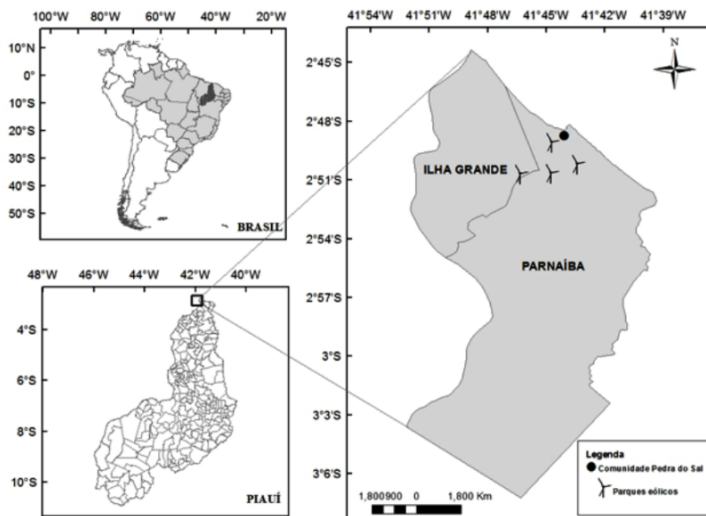 100°W 80°W 60°W 40°W 20°W
10°N
0°
10°S
20°S
30°S
40°S
50°S
BRASIL
48°W 46°W 44°W 42°W 40°W
4°S
6°S
8°S
10°S
PIAUÍ
41°54'W 41°51'W 41°48'W 41°45'W 41°42'W 41°39'W
2°45'S
2°48'S
2°51'S
2°54'S
2°57'S
3°S
3°3'S
3°6'S
N
ILHA GRANDE
PARNAÍBA
Legenda
Comunidade Pedra do Sal
Parques eólicos
1,800900 0 1,800 Km